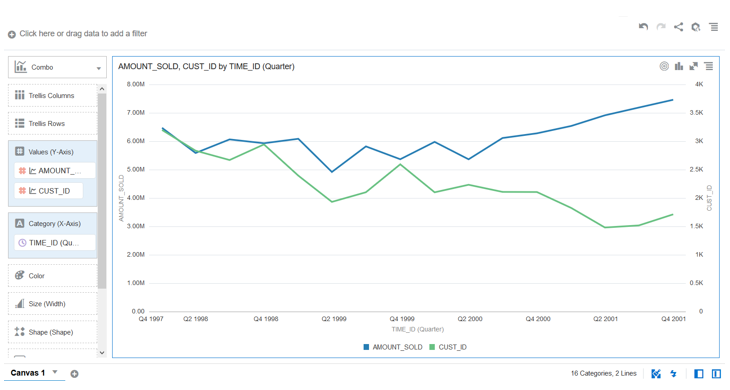 Click here or drag data to add a filter
Combo
Trellis Columns
Trellis Rows
Values (Y-Axis)
AMOUNT_...
CUST_ID
Category (X-Axis)
TIME_ID (Qu...
Color
Size (Width)
Shape (Shape)
AMOUNT_SOLD, CUST_ID by TIME_ID (Quarter)
8.00M
7.00M
6.00M
5.00M
4.00M
3.00M
2.00M
1.00M
0.00
AMOUNT_SOLD
4K
3.5K
3K
2.5K
2K
1.5K
1K
0.5K
0
CUST_ID
Q4 1997 Q2 1998 Q4 1998 Q2 1999 Q4 1999 Q2 2000 Q4 2000 Q2 2001 Q4 2001
TIME_ID (Quarter)
AMOUNT_SOLD CUST_ID
Canvas 1
16 Categories, 2 Lines